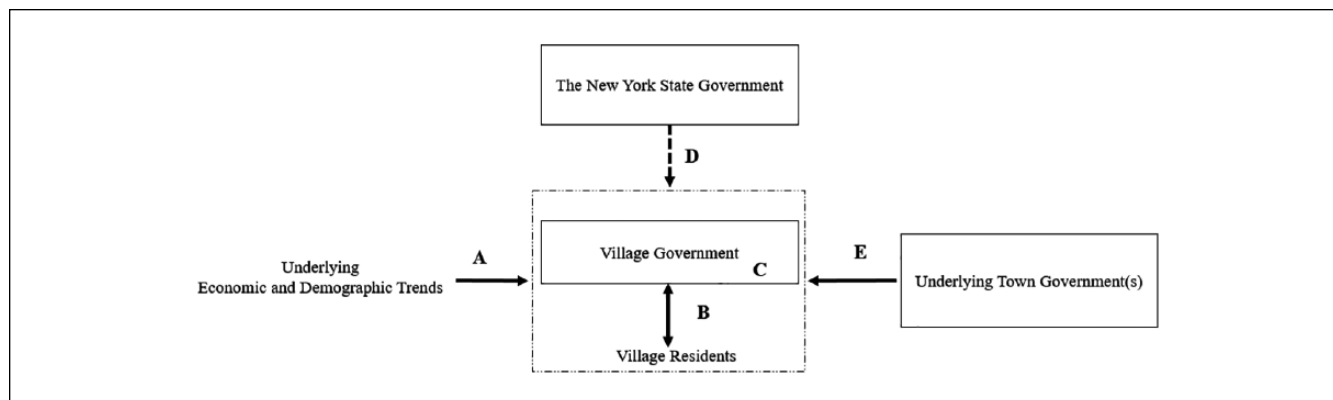 The New York State Government
D
Village Government
C
A
E
Underlying
Economic and Demographic Trends
Underlying Town Government(s)
B
Village Residents